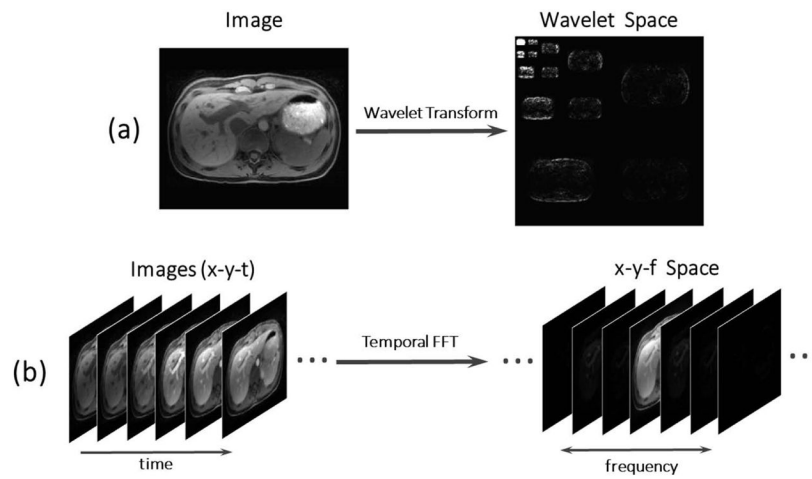 Image
Wavelet Space
(a)
Wavelet Transform
Images (x-y-t)
x-y-f Space
(b)
Temporal FFT
time
frequency